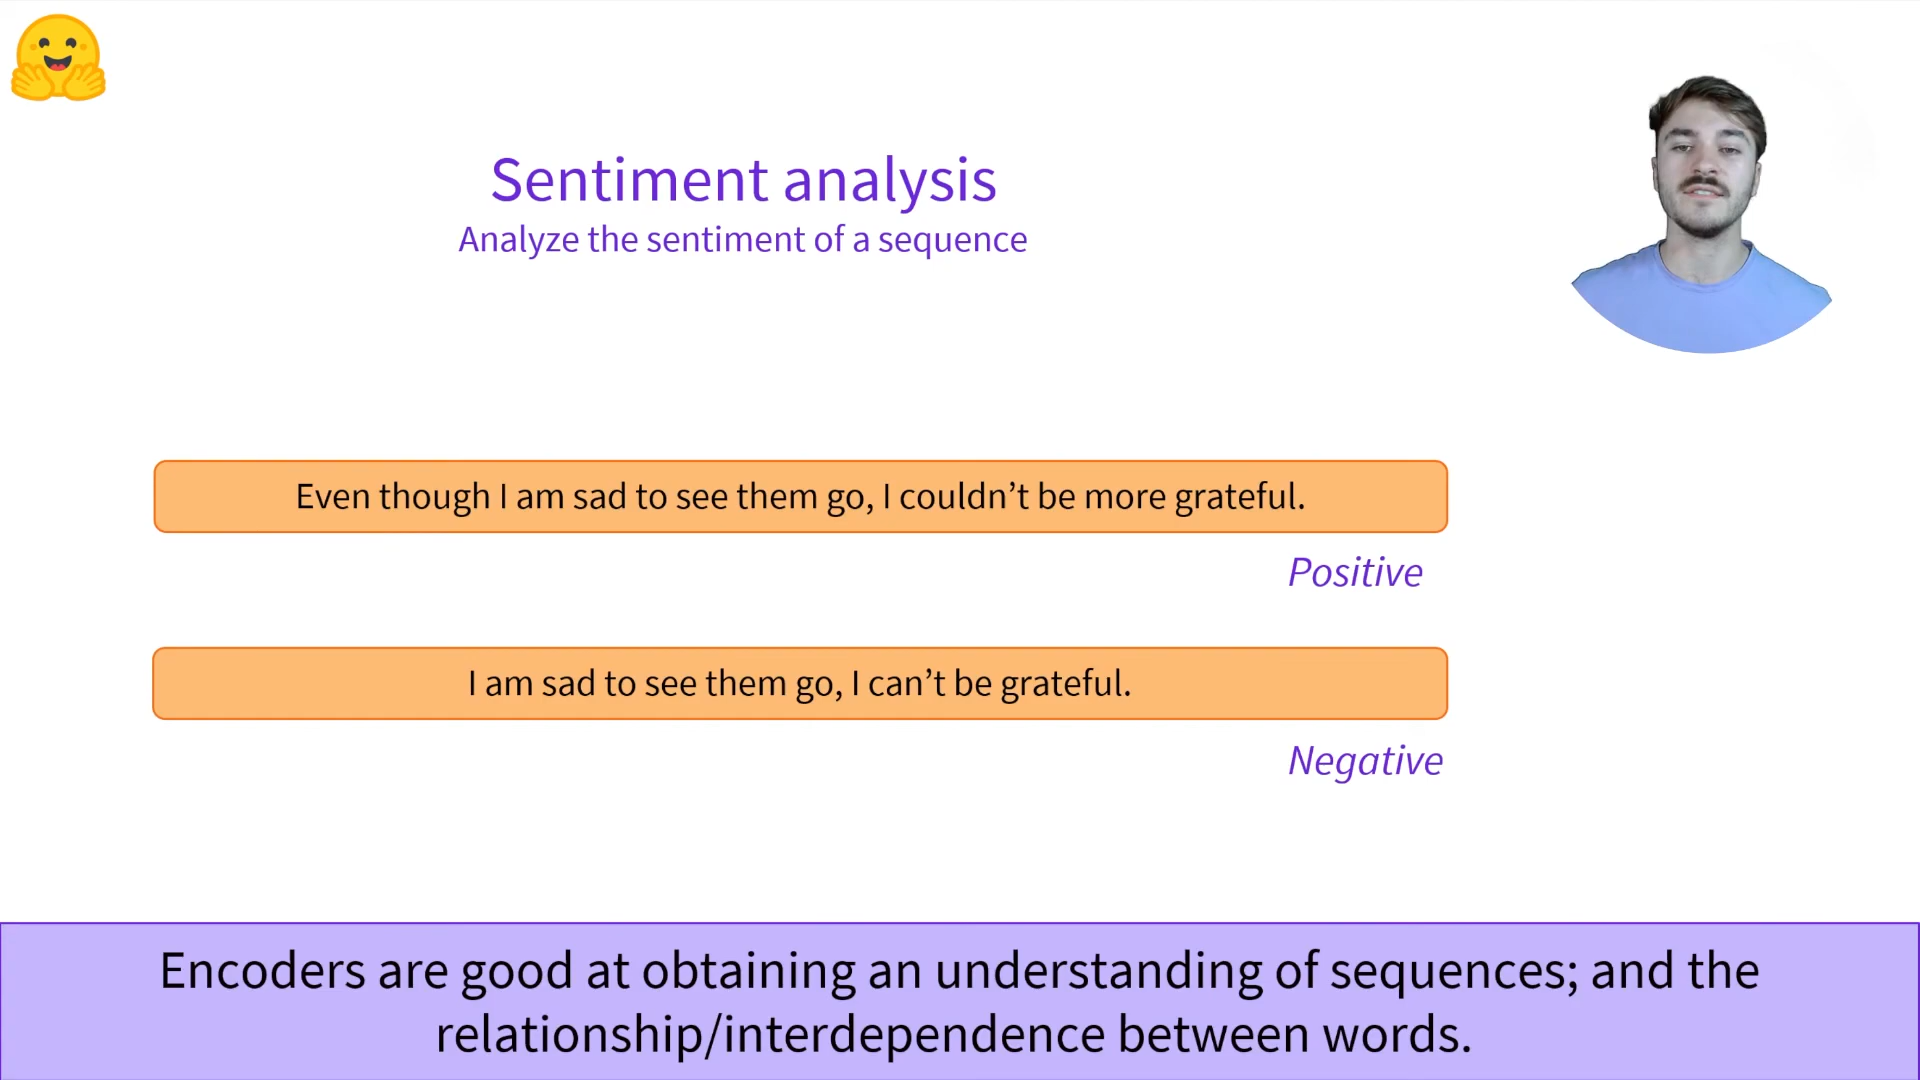 Sentiment analysis
Analyze the sentiment of a sequence
Even though I am sad to see them go, I couldn’t be more grateful.
Positive
I am sad to see them go, I can’t be grateful.
Negative
Encoders are good at obtaining an understanding of sequences; and the
relationship/interdependence between words.